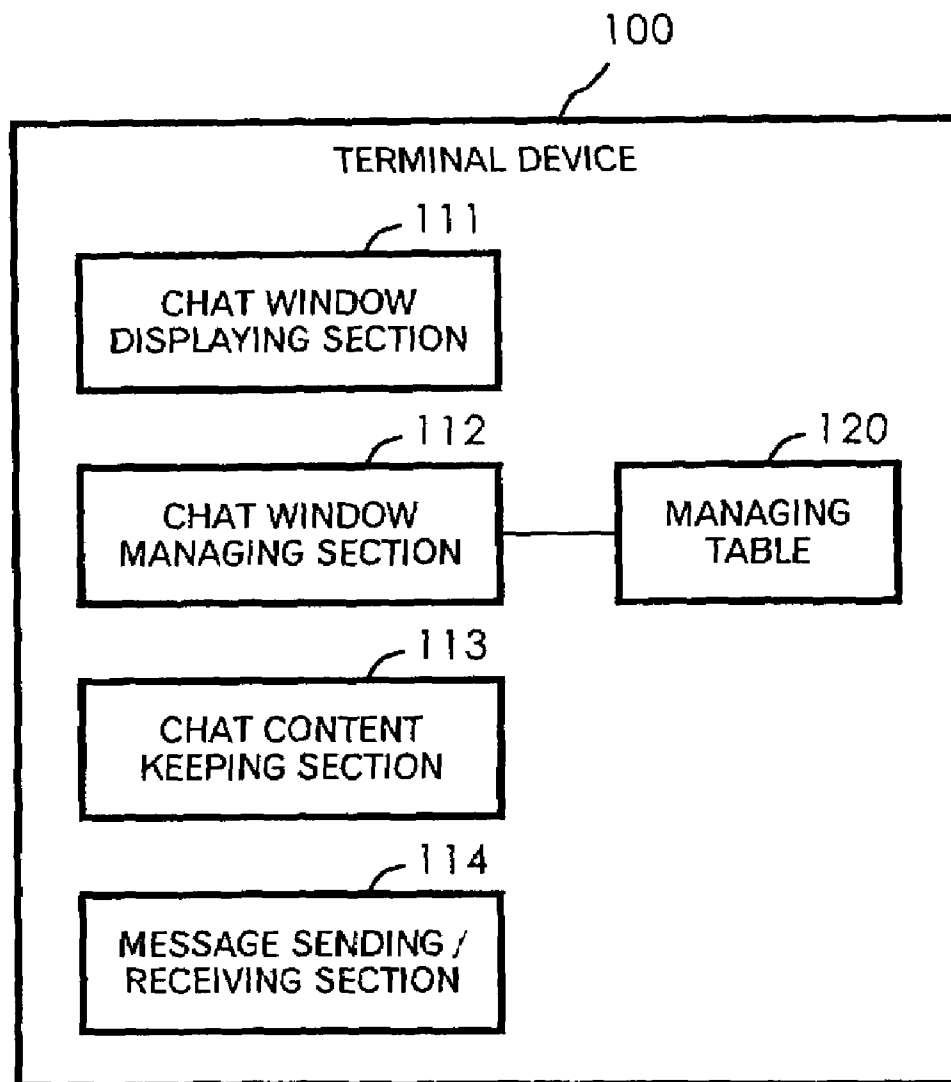 100
TERMINAL DEVICE
111
CHAT WINDOW
DISPLAYING SECTION
112
CHAT WINDOW
MANAGING SECTION
120
MANAGING
TABLE
113
CHAT CONTENT
KEEPING SECTION
114
MESSAGE SENDING /
RECEIVING SECTION